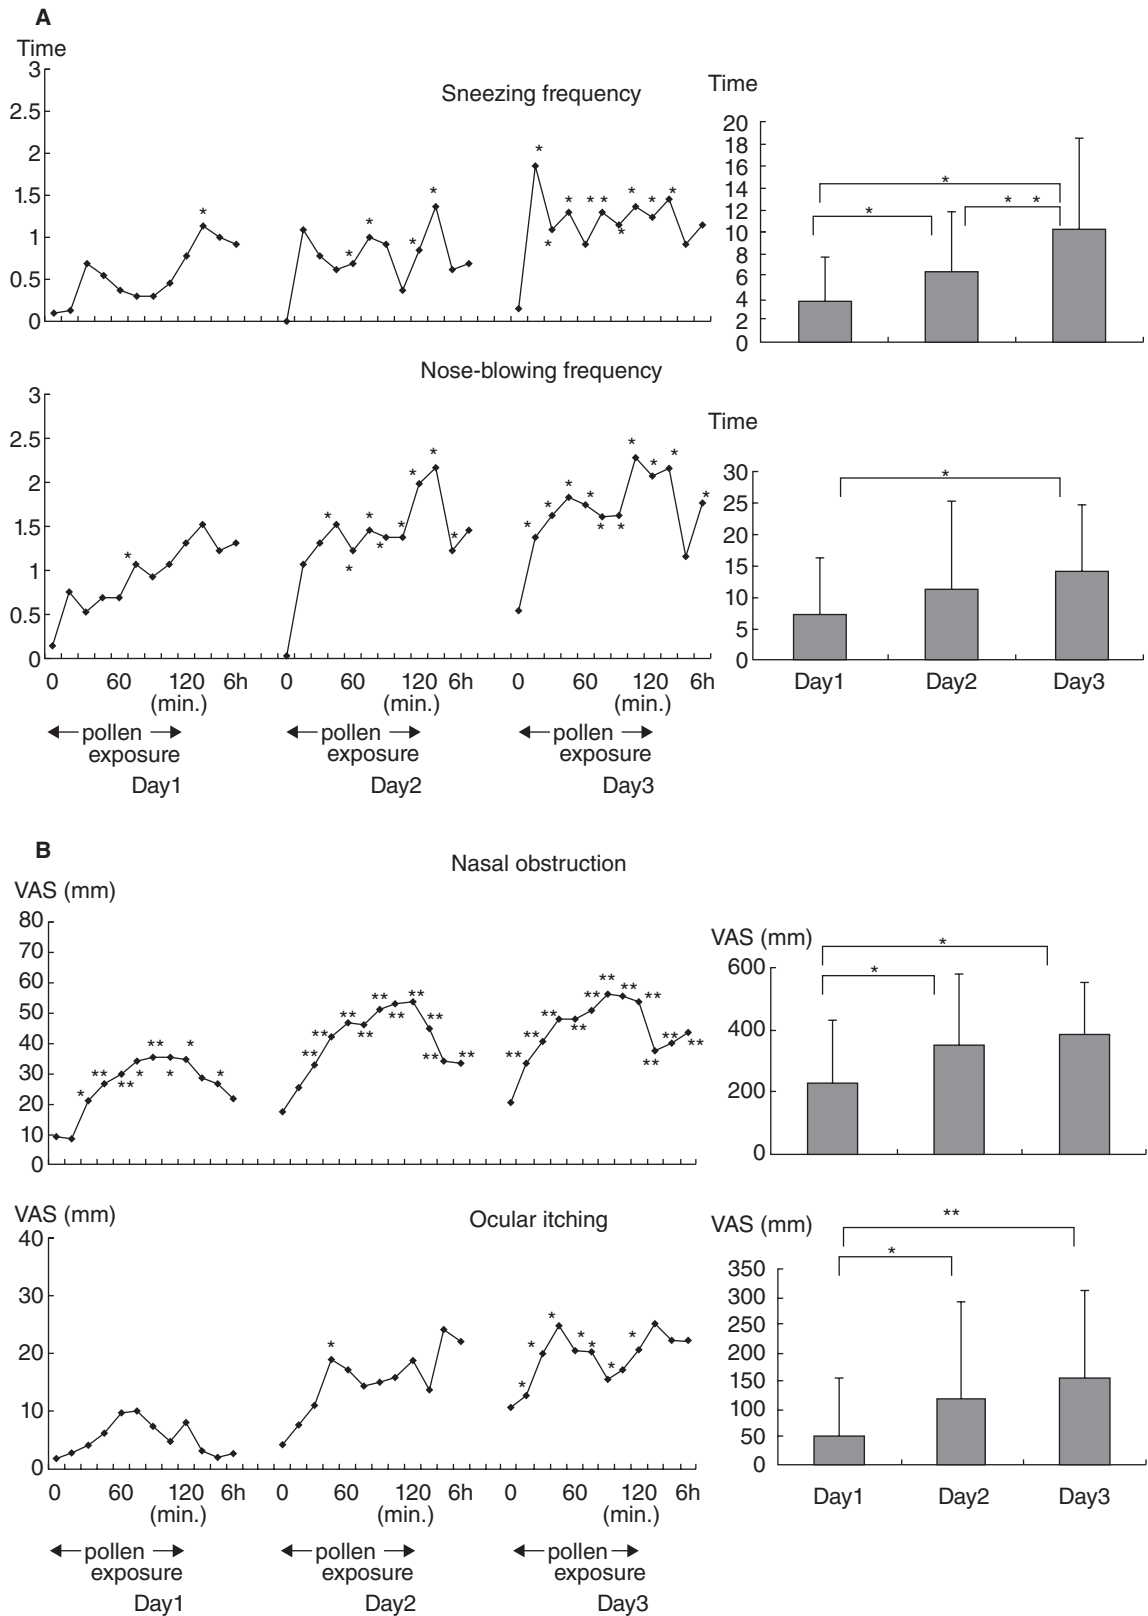 A
Time
3
2.5
2
1.5
1
0.5
0
Sneezing frequency
* * * * * * * * * * * * * * *
Time
20
18
16
14
12
10
8
6
4
2
0
*
*
* *
Nose-blowing frequency
3
2.5
2
1.5
1
0.5
0
* * * * * * * * * * * * * * * * * * *
0 60 120 6h
(min.)
pollen
exposure
Day1
0 60 120 6h
(min.)
pollen
exposure
Day2
0 60 120 6h
(min.)
pollen
exposure
Day3
Time
30
25
20
15
10
5
0
*
Day1 Day2 Day3
B
Nasal obstruction
VAS (mm)
80
70
60
50
40
30
20
10
0
* ** ** * ** * * *
** ** ** ** ** ** ** ** ** **
** ** ** ** ** ** ** ** ** ** ** **
VAS (mm)
600
400
200
0
*
*
VAS (mm)
40
30
20
10
0
Ocular itching
* * * * * * * *
0 60 120 6h
(min.)
pollen
exposure
Day1
0 60 120 6h
(min.)
pollen
exposure
Day2
0 60 120 6h
(min.)
pollen
exposure
Day3
VAS (mm)
350
300
250
200
150
100
50
0
**
*
Day1 Day2 Day3